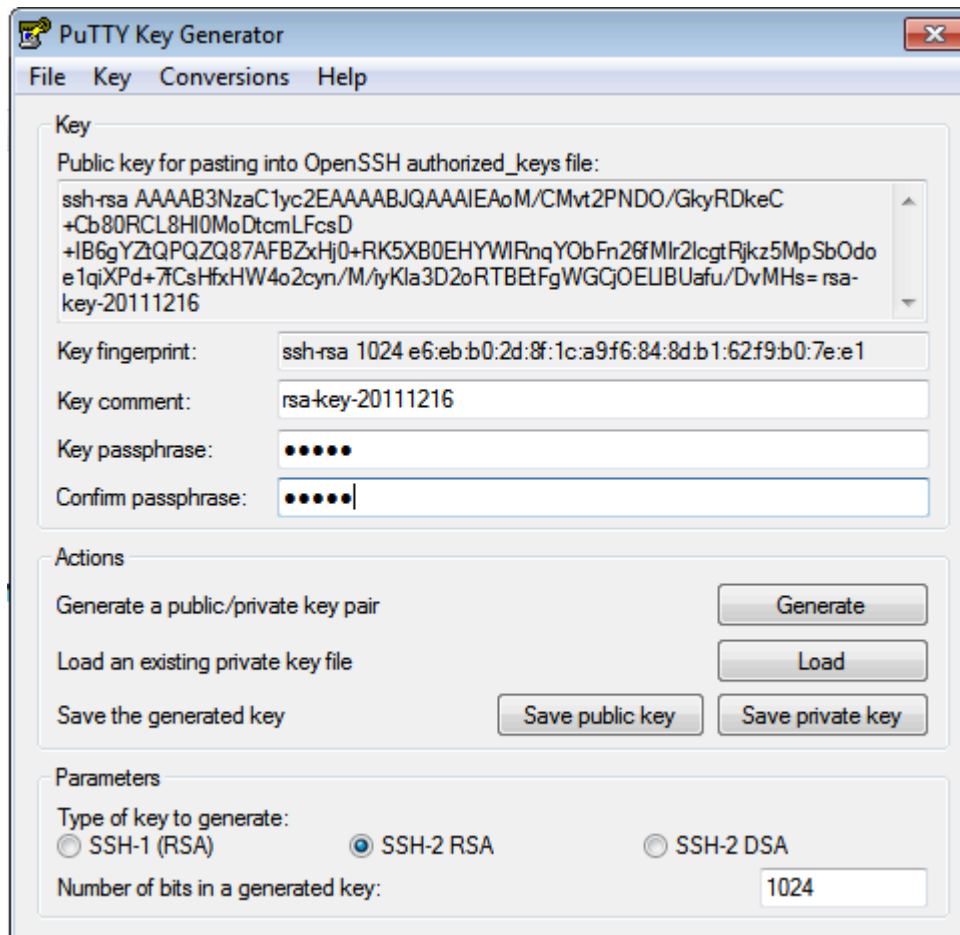 PuTTY Key Generator
File Key Conversions Help
Key
Public key for pasting into OpenSSH authorized_keys file:
ssh-rsa AAAAB3NzaC1yc2EAAAABJQAAAIEAoM/CMvt2PNDO/GkyRDkeC
+Cb80RCL8HI0MoDtcmLFcsD
+IB6gYZtQPQZQ87AFBZxHj0+RK5XB0EHYWIRnqYObFn26fMIr2lcgtRjkz5MpSbOdo
e1qiXPd+7fCsHfxHW4o2cyn/M/iyKla3D2oRTBEtFgWGCjOELIBUafu/DvMHs= rsa-
key-20111216
Key fingerprint: ssh-rsa 1024 e6:eb:b0:2d:8f:1c:a9:f6:84:8d:b1:62:f9:b0:7e:e1
Key comment: rsa-key-20111216
Key passphrase: ●●●●●
Confirm passphrase: ●●●●●
Actions
Generate a public/private key pair Generate
Load an existing private key file Load
Save the generated key Save public key Save private key
Parameters
Type of key to generate:
SSH-1 (RSA) SSH-2 RSA SSH-2 DSA
Number of bits in a generated key: 1024